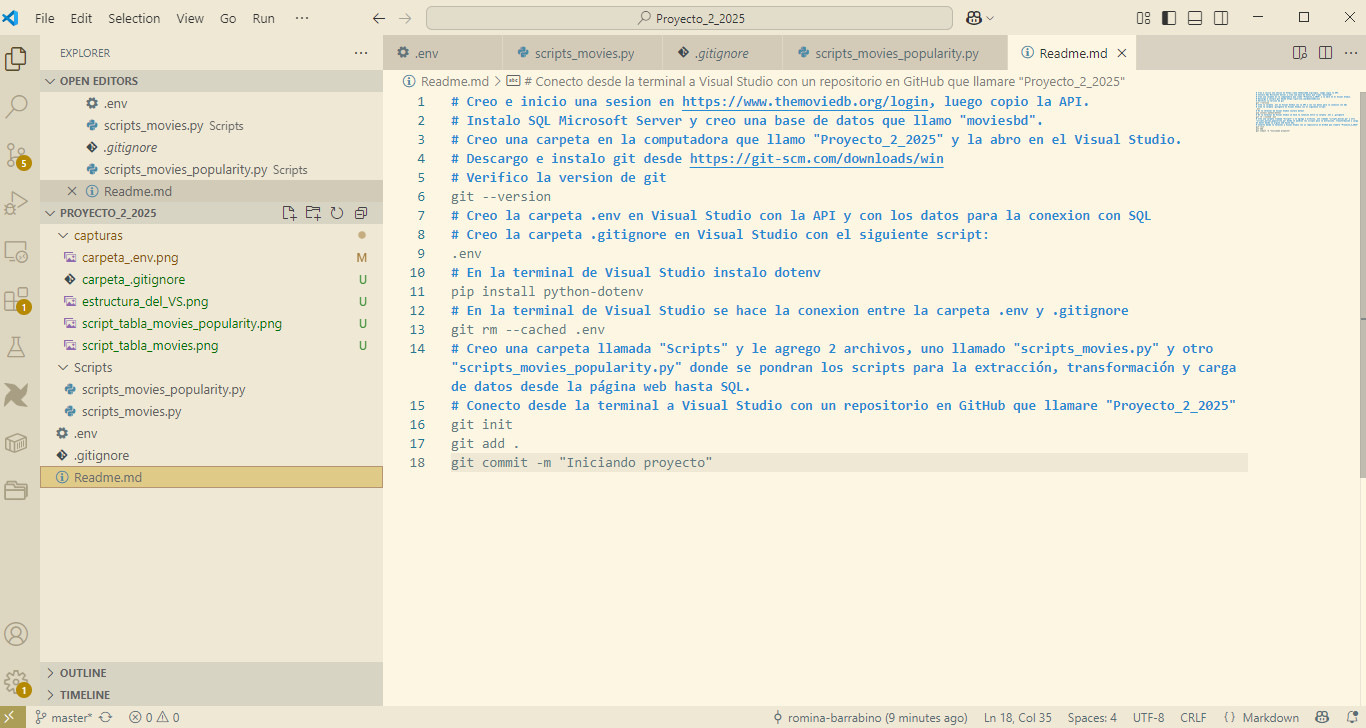 File Edit Selection View Go Run ··· Proyecto_2_2025
EXPLORER
OPEN EDITORS
.env
scripts_movies.py Scripts
.gitignore
scripts_movies_popularity.py Scripts
Readme.md
PROYECTO_2_2025
capturas
carpeta_.env.png M
carpeta_.gitignore U
estructura_del_VS.png U
script_tabla_movies_popularity.png U
script_tabla_movies.png U
Scripts
scripts_movies_popularity.py
scripts_movies.py
.env
.gitignore
Readme.md
OUTLINE
TIMELINE
5
1
1
.env scripts_movies.py .gitignore scripts_movies_popularity.py Readme.md
Readme.md > # Conecto desde la terminal a Visual Studio con un repositorio en GitHub que llamare "Proyecto_2_2025"
1 # Creo e inicio una sesion en https://www.themoviedb.org/login, luego copio la API.
2 # Instalo SQL Microsoft Server y creo una base de datos que llamo "moviesbd".
3 # Creo una carpeta en la computadora que llamo "Proyecto_2_2025" y la abro en el Visual Studio.
4 # Descargo e instalo git desde https://git-scm.com/downloads/win
5 # Verifico la version de git
6 git --version
7 # Creo la carpeta .env en Visual Studio con la API y con los datos para la conexion con SQL
8 # Creo la carpeta .gitignore en Visual Studio con el siguiente script:
9 .env
10 # En la terminal de Visual Studio instalo dotenv
11 pip install python-dotenv
12 # En la terminal de Visual Studio se hace la conexion entre la carpeta .env y .gitignore
13 git rm --cached .env
14 # Creo una carpeta llamada "Scripts" y le agrego 2 archivos, uno llamado "scripts_movies.py" y otro
"scripts_movies_popularity.py" donde se pondran los scripts para la extracción, transformación y carga
de datos desde la página web hasta SQL.
15 # Conecto desde la terminal a Visual Studio con un repositorio en GitHub que llamare "Proyecto_2_2025"
16 git init
17 git add .
18 git commit -m "Iniciando proyecto"
master* 0 0 romina-barrabino (9 minutes ago) Ln 18, Col 35 Spaces: 4 UTF-8 CRLF {} Markdown